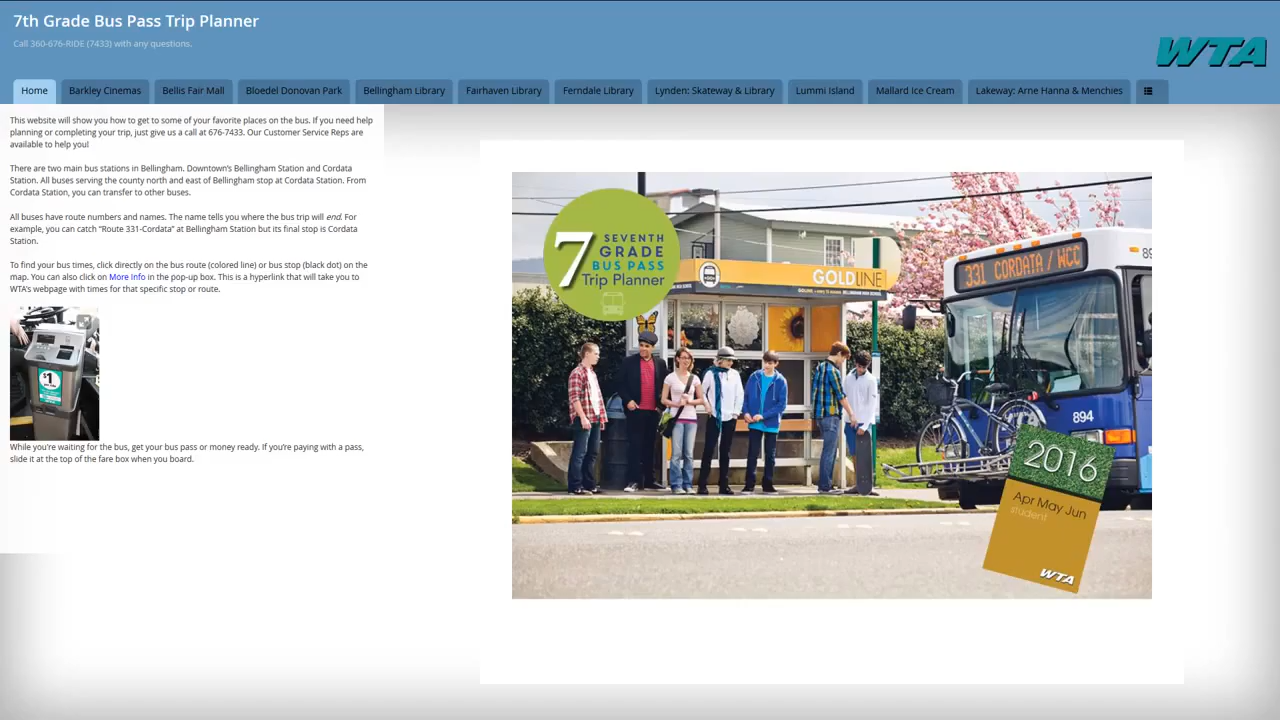 7th Grade Bus Pass Trip Planner
Call 360-676-RIDE (7433) with any questions.
WTA
Home
Barkley Cinemas
Bellis Fair Mall
Bloedel Donovan Park
Bellingham Library
Fairhaven Library
Ferndale Library
Lynden: Skateway & Library
Lummi Island
Mallard Ice Cream
Lakeway: Arne Hanna & Menchies
This website will show you how to get to some of your favorite places on the bus. If you need help
planning or completing your trip, just give us a call at 676-7433. Our Customer Service Reps are
available to help you!
There are two main bus stations in Bellingham. Downtown's Bellingham Station and Cordata
Station. All buses serving the county north and east of Bellingham stop at Cordata Station. From
Cordata Station, you can transfer to other buses.
All buses have route numbers and names. The name tells you where the bus trip will end. For
example, you can catch “Route 331-Cordata” at Bellingham Station but its final stop is Cordata
Station.
To find your bus times, click directly on the bus route (colored line) or bus stop (black dot) on the
map. You can also click on More Info in the pop-up box. This is a hyperlink that will take you to
WTA's webpage with times for that specific stop or route.
$1
While you're waiting for the bus, get your bus pass or money ready. If you're paying with a pass,
slide it at the top of the fare box when you board.
7
SEVENTH
GRADE
BUS PASS
Trip Planner
GOLDLINE
331 CORDATA / WCC
89
894
2016
Apr May Jun
student
WTA